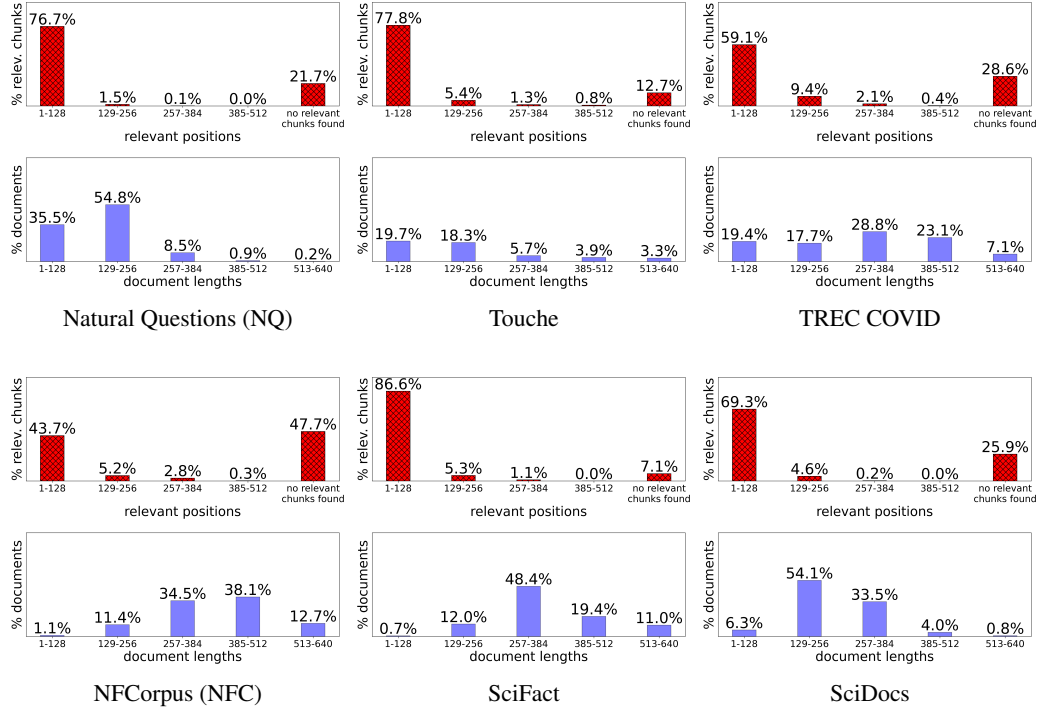 % relev. chunks
76.7%
1.5%
0.1%
0.0%
21.7%
1-128
129-256
257-384
385-512
no relevant
chunks found
relevant positions
% relev. chunks
77.8%
5.4%
1.3%
0.8%
12.7%
1-128
129-256
257-384
385-512
no relevant
chunks found
relevant positions
% relev. chunks
59.1%
9.4%
2.1%
0.4%
28.6%
1-128
129-256
257-384
385-512
no relevant
chunks found
relevant positions
% documents
35.5%
54.8%
8.5%
0.9%
0.2%
1-128
129-256
257-384
385-512
513-640
document lengths
% documents
19.7%
18.3%
5.7%
3.9%
3.3%
1-128
129-256
257-384
385-512
513-640
document lengths
% documents
19.4%
17.7%
28.8%
23.1%
7.1%
1-128
129-256
257-384
385-512
513-640
document lengths
Natural Questions (NQ)
Touche
TREC COVID
% relev. chunks
43.7%
5.2%
2.8%
0.3%
47.7%
1-128
129-256
257-384
385-512
no relevant
chunks found
relevant positions
% relev. chunks
86.6%
5.3%
1.1%
0.0%
7.1%
1-128
129-256
257-384
385-512
no relevant
chunks found
relevant positions
% relev. chunks
69.3%
4.6%
0.2%
0.0%
25.9%
1-128
129-256
257-384
385-512
no relevant
chunks found
relevant positions
% documents
1.1%
11.4%
34.5%
38.1%
12.7%
1-128
129-256
257-384
385-512
513-640
document lengths
% documents
0.7%
12.0%
48.4%
19.4%
11.0%
1-128
129-256
257-384
385-512
513-640
document lengths
% documents
6.3%
54.1%
33.5%
4.0%
0.8%
1-128
129-256
257-384
385-512
513-640
document lengths
NFCorpus (NFC)
SciFact
SciDocs